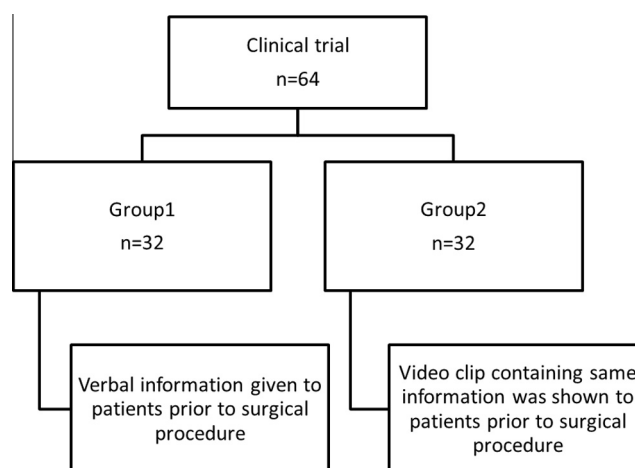 Clinical trial
n=64
Group1
n=32
Group2
n=32
Verbal information given to
patients prior to surgical
procedure
Video clip containing same
information was shown to
patients prior to surgical
procedure